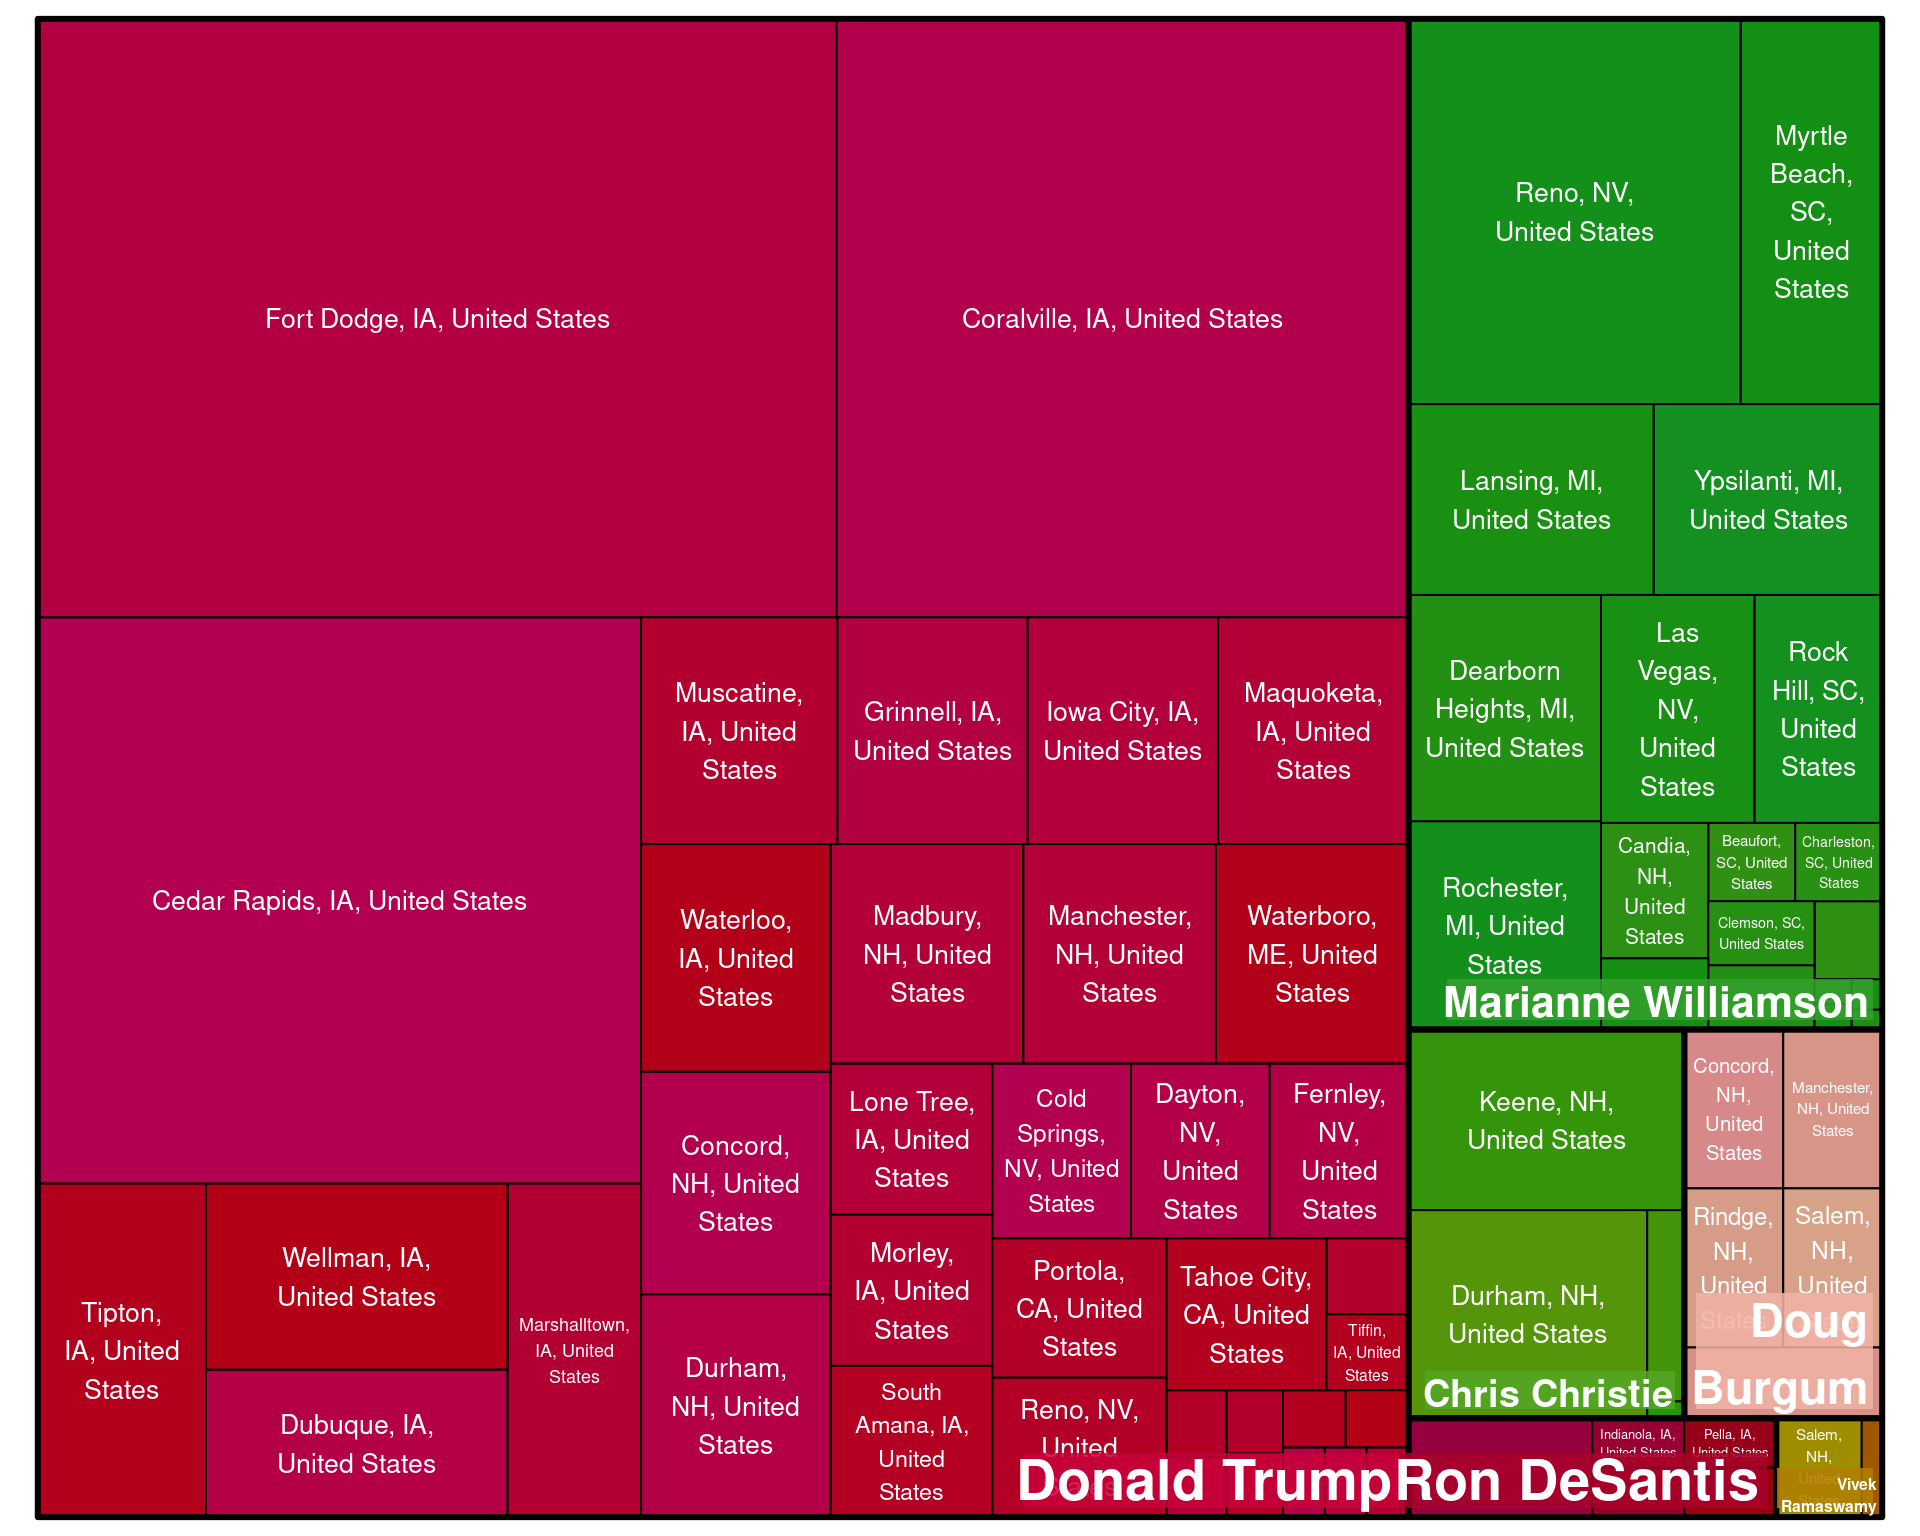 Fort Dodge, IA, United States
Coralville, IA, United States
Cedar Rapids, IA, United States
Muscatine,
IA, United
States
Grinnell, IA,
United States
Iowa City, IA,
United States
Maquoketa,
IA, United
States
Waterloo,
IA, United
States
Madbury,
NH, United
States
Manchester,
NH, United
States
Waterboro,
ME, United
States
Tipton,
IA, United
States
Wellman, IA,
United States
Dubuque, IA,
United States
Marshalltown,
IA, United
States
Concord,
NH, United
States
Durham,
NH, United
States
Lone Tree,
IA, United
States
Morley,
IA, United
States
South
Amana, IA,
United
States
Cold
Springs,
NV, United
States
Dayton,
NV,
United
States
Fernley,
NV,
United
States
Portola,
CA, United
States
Tahoe City,
CA, United
States
Tiffin,
IA, United
States
Reno, NV,
United
Donald Trump
Reno, NV,
United States
Myrtle
Beach,
SC,
United
States
Lansing, MI,
United States
Ypsilanti, MI,
United States
Dearborn
Heights, MI,
United States
Las
Vegas,
NV,
United
States
Rock
Hill, SC,
United
States
Rochester,
MI, United
States
Candia,
NH,
United
States
Beaufort,
SC, United
States
Charleston,
SC, United
States
Clemson, SC,
United States
Marianne Williamson
Keene, NH,
United States
Durham, NH,
United States
Chris Christie
Concord,
NH,
United
States
Manchester,
NH, United
States
Rindge,
NH,
United
States
Salem,
NH,
United
States
Doug
Burgum
Indianola, IA,
United States
Pella, IA,
United States
Ron DeSantis
Salem,
NH,
United
Vivek
Ramaswamy